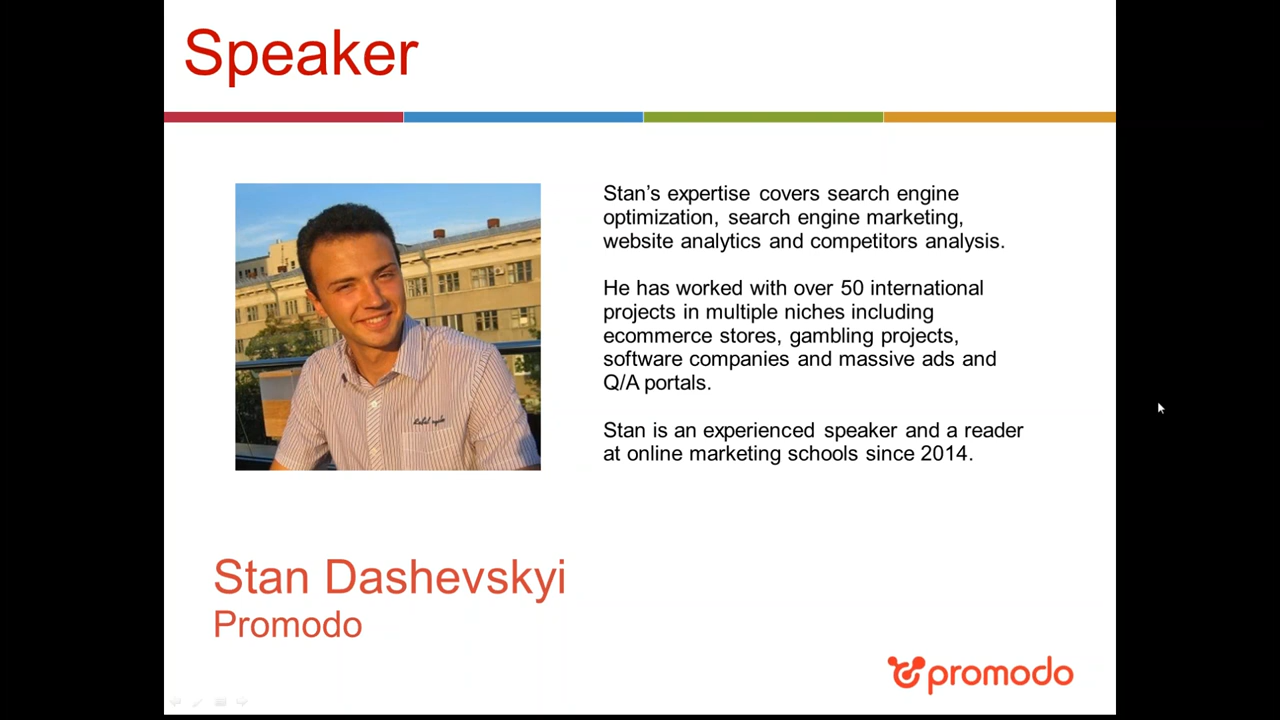 Speaker
Stan’s expertise covers search engine
optimization, search engine marketing,
website analytics and competitors analysis.
He has worked with over 50 international
projects in multiple niches including
ecommerce stores, gambling projects,
software companies and massive ads and
Q/A portals.
Stan is an experienced speaker and a reader
at online marketing schools since 2014.
Stan Dashevskyi
Promodo
promodo